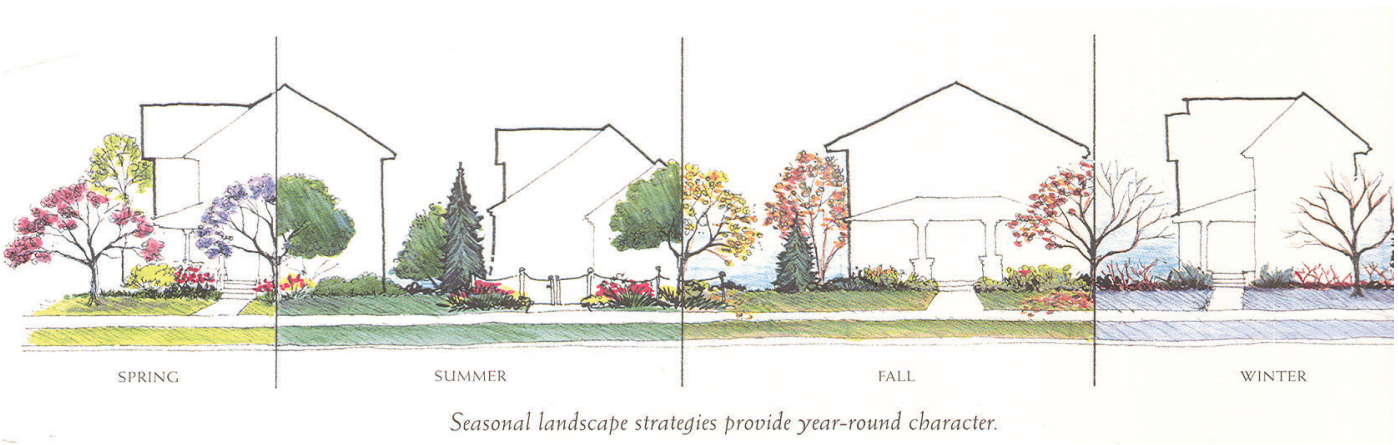 SPRING
SUMMER
FALL
WINTER
Seasonal landscape strategies provide year-round character.